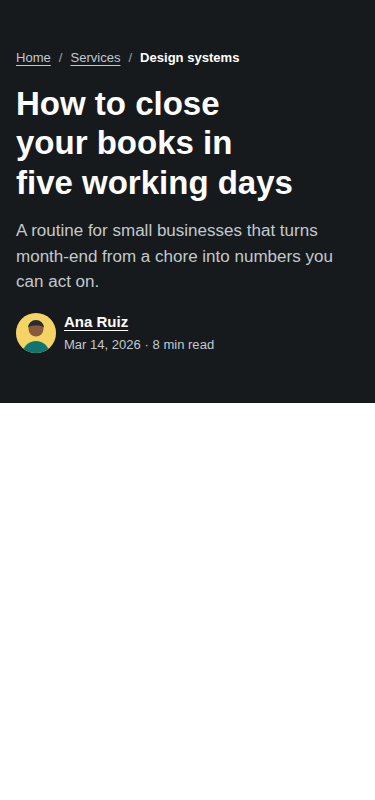 Home / Services / Design systems
How to close
your books in
five working days
A routine for small businesses that turns
month-end from a chore into numbers you
can act on.
Ana Ruiz
Mar 14, 2026 · 8 min read